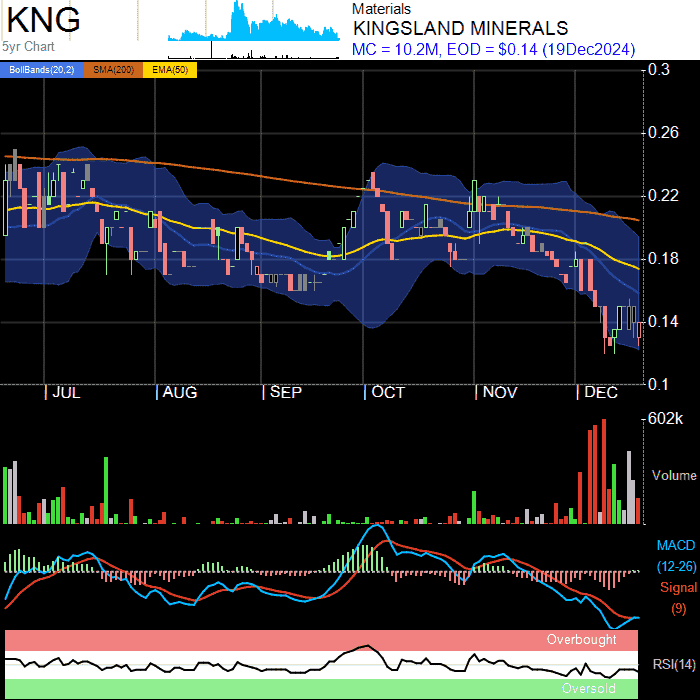 KNG
5yr Chart
Materials
KINGSLAND MINERALS
MC = 10.2M, EOD = $0.14 (19Dec2024)
BollBands(20,2) SMA(200) EMA(50)
0.3
0.26
0.22
0.18
0.14
0.1
JUL AUG SEP OCT NOV DEC
602k
Volume
MACD
(12-26)
Signal
(9)
Overbought
RSI(14)
Oversold